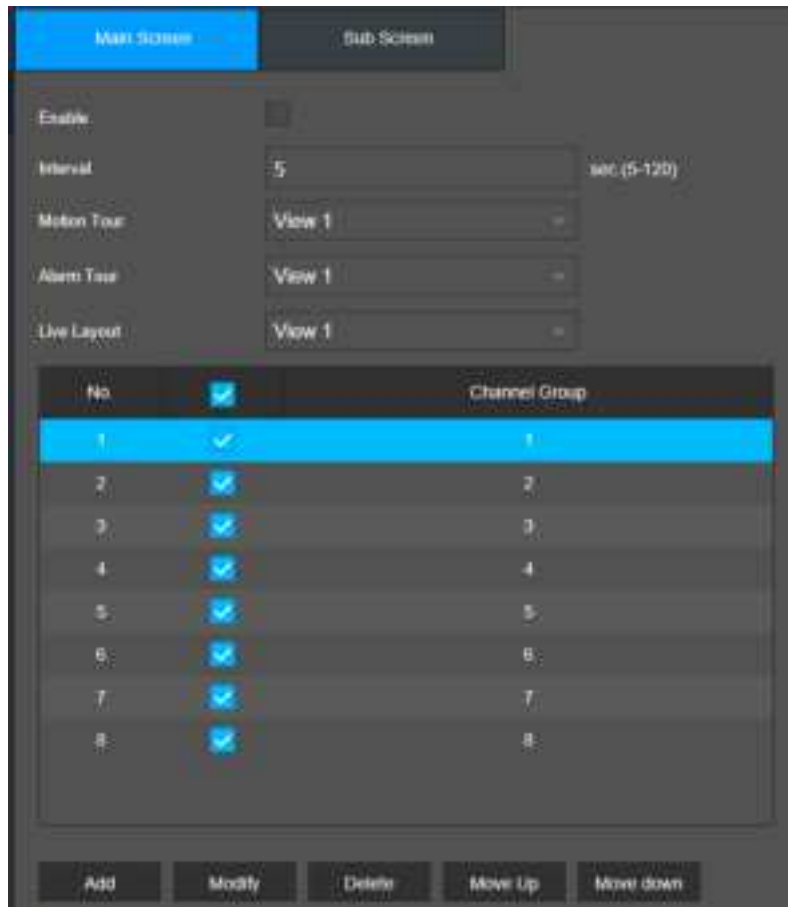 Main Screen Sub Screen
Enable
Interval 5 sec.(5-120)
Motion Tour View 1
Alarm Tour View 1
Live Layout View 1
No. Channel Group
1 1
2 2
3 3
4 4
5 5
6 6
7 7
8 8
Add Modify Delete Move Up Move down